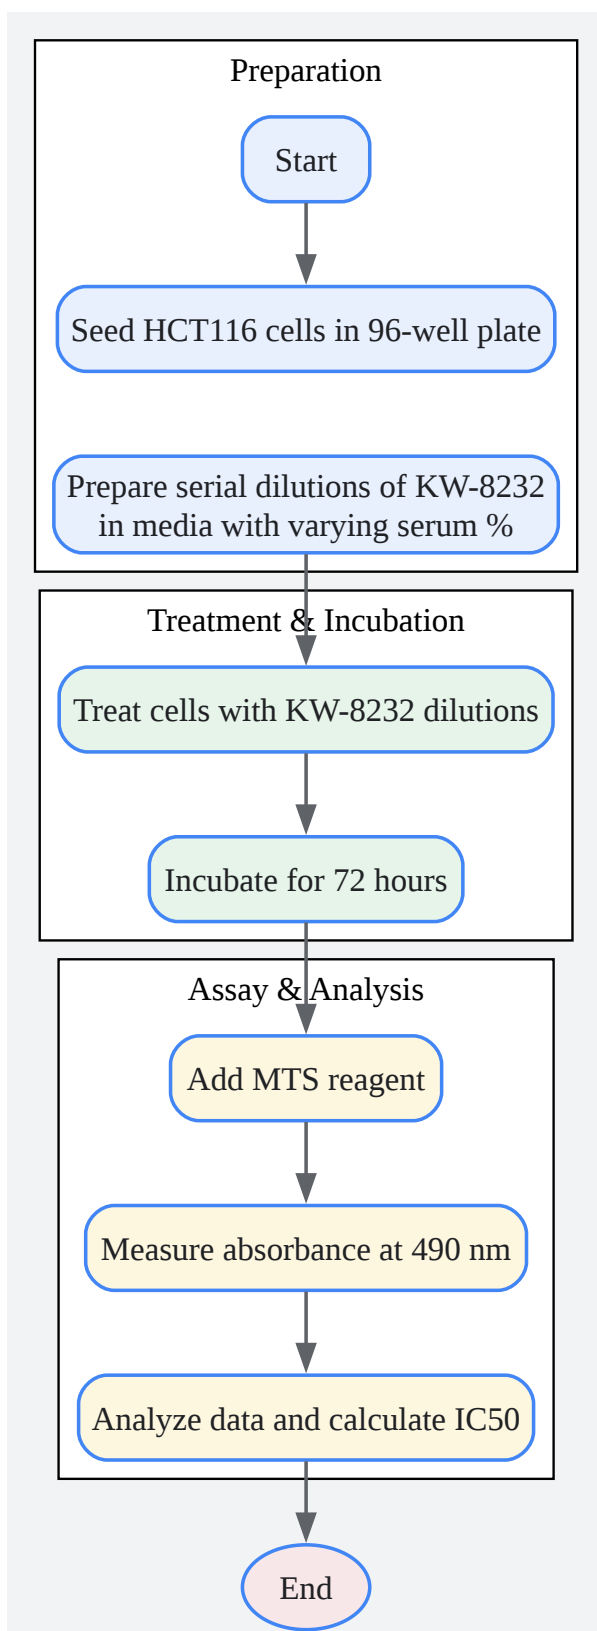 Preparation
Start
Seed HCT116 cells in 96-well plate
Prepare serial dilutions of KW-8232
in media with varying serum %
Treatment & Incubation
Treat cells with KW-8232 dilutions
Incubate for 72 hours
Assay & Analysis
Add MTS reagent
Measure absorbance at 490 nm
Analyze data and calculate IC50
End